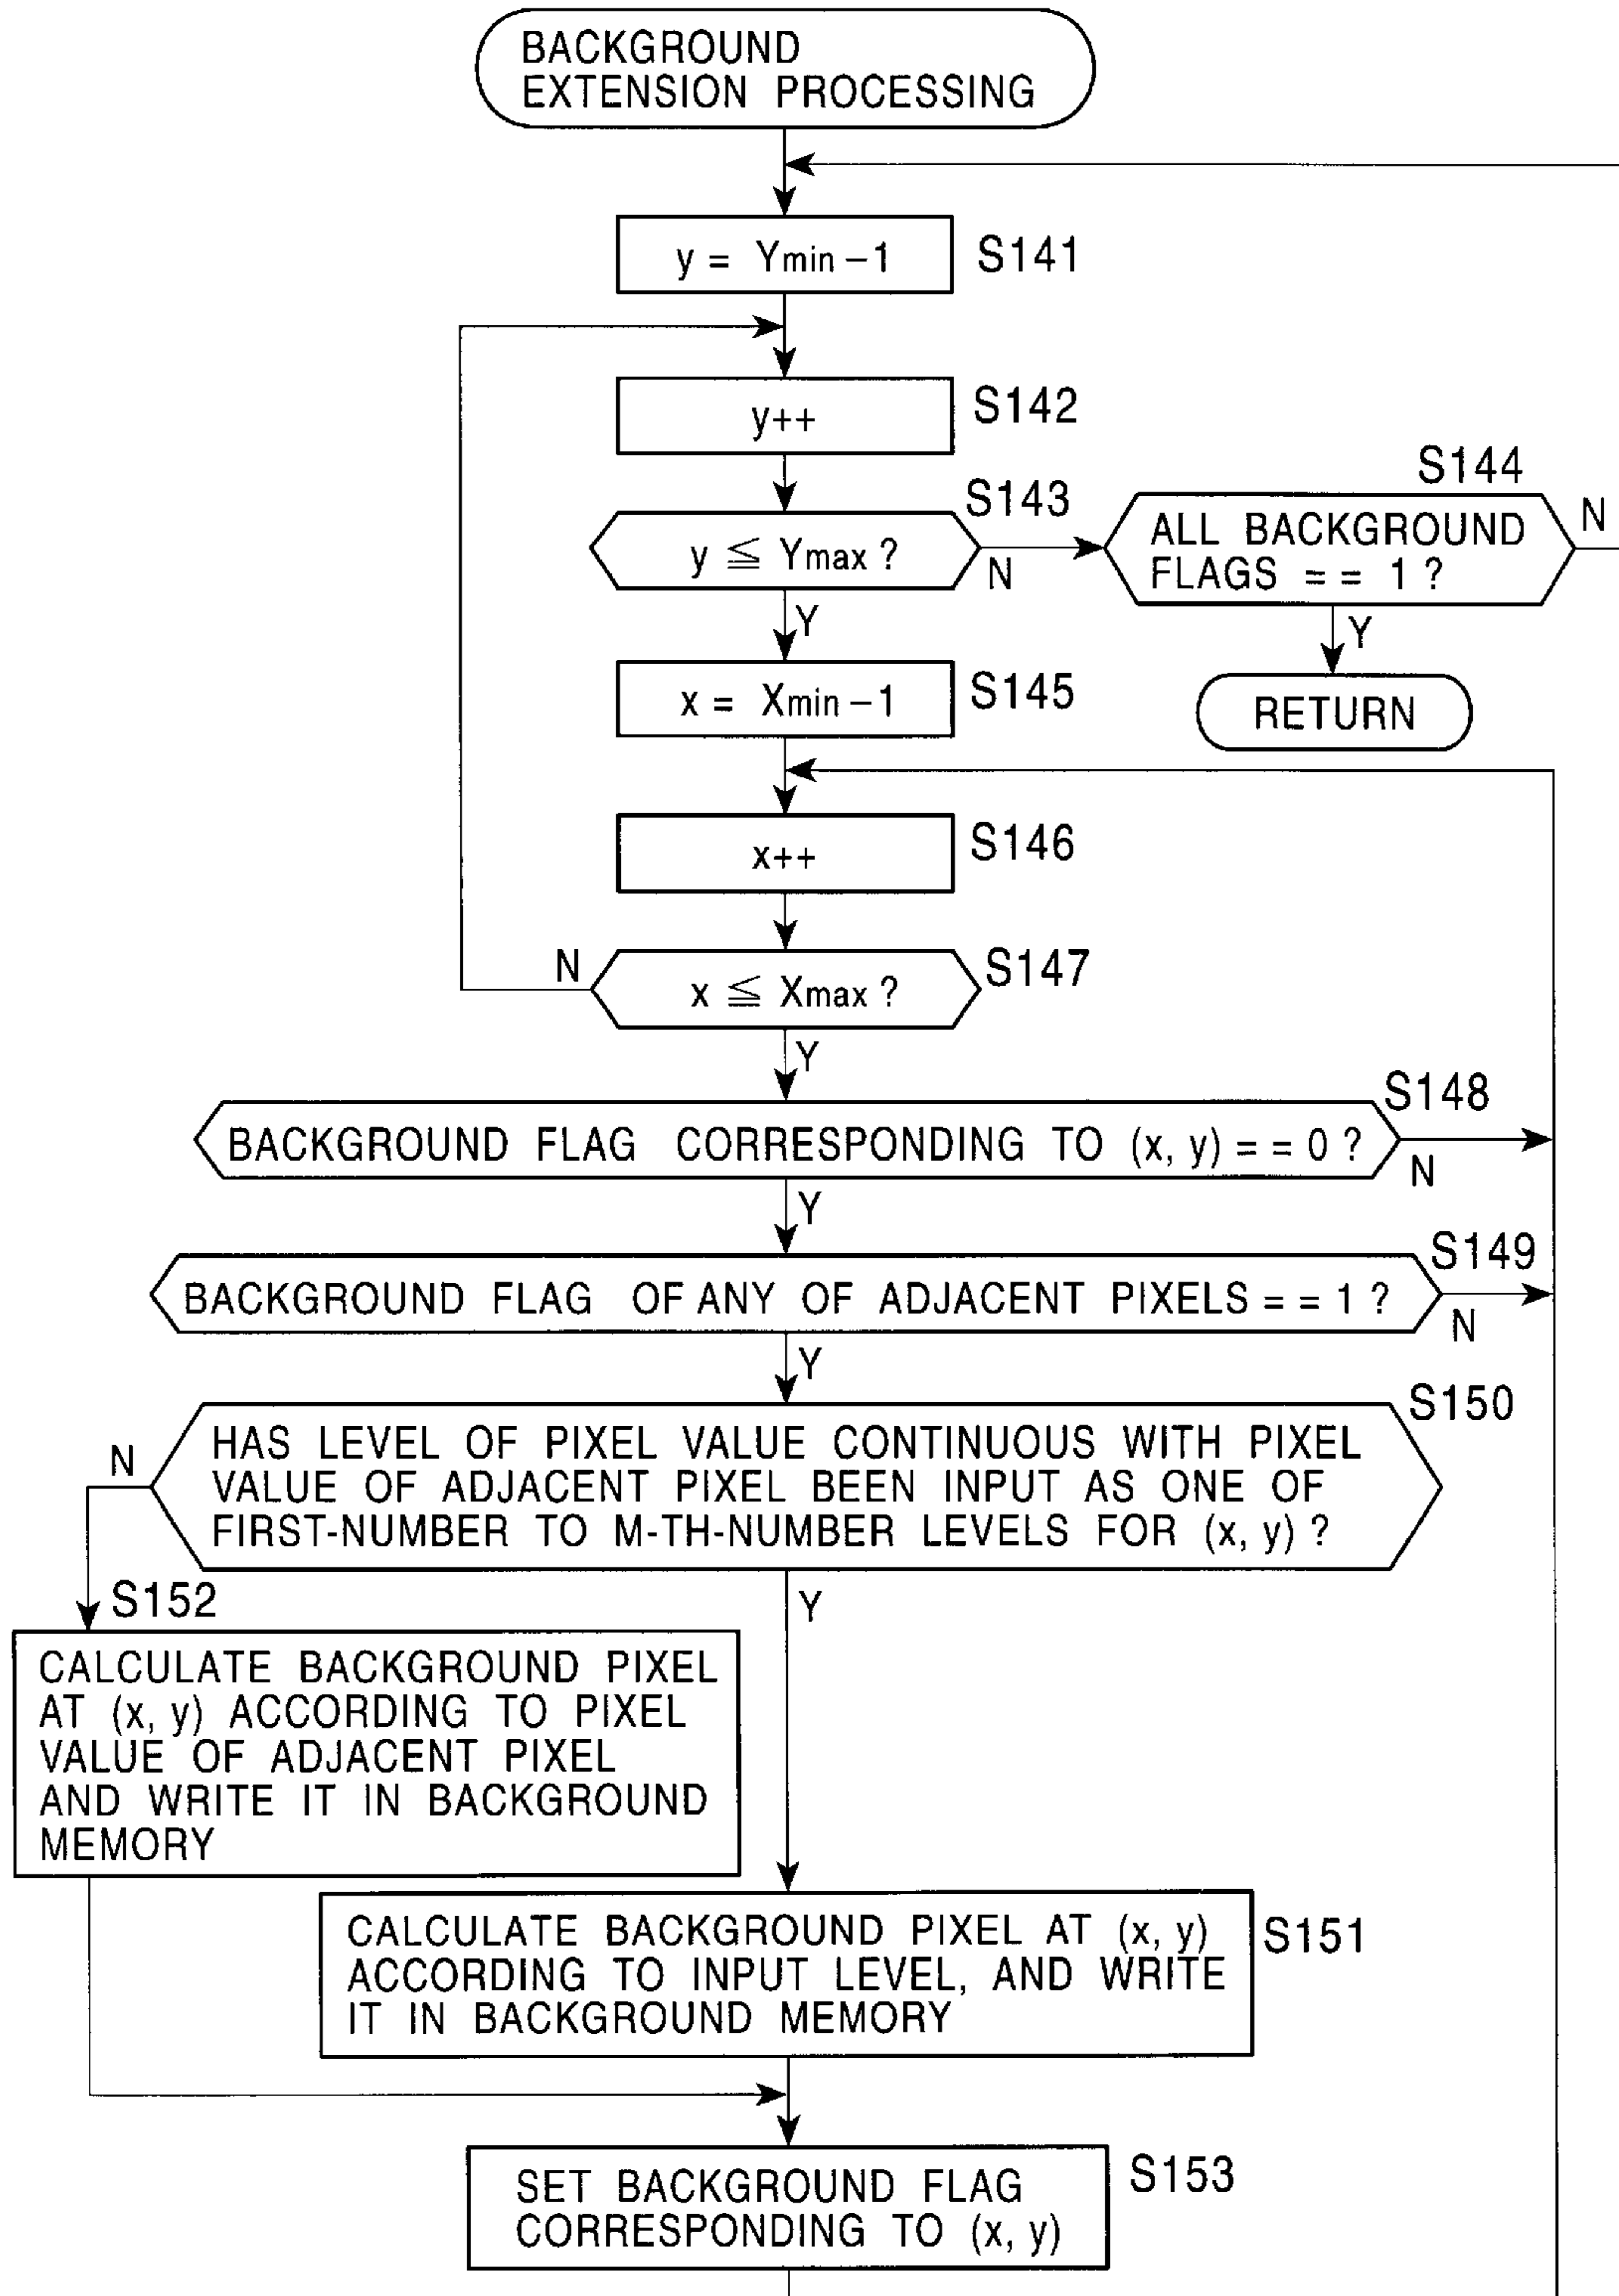 BACKGROUND
EXTENSION PROCESSING
y = Ymin – 1
S141
y++
S142
S143
y ≦ Ymax ?
N
Y
S144
ALL BACKGROUND
FLAGS = = 1 ?
N
Y
RETURN
x = Xmin – 1
S145
x++
S146
N
x ≦ Xmax ?
S147
Y
S148
BACKGROUND FLAG CORRESPONDING TO (x, y) = = 0 ?
N
Y
S149
BACKGROUND FLAG OF ANY OF ADJACENT PIXELS = = 1 ?
N
Y
S150
N
HAS LEVEL OF PIXEL VALUE CONTINUOUS WITH PIXEL
VALUE OF ADJACENT PIXEL BEEN INPUT AS ONE OF
FIRST-NUMBER TO M-TH-NUMBER LEVELS FOR (x, y) ?
Y
S152
CALCULATE BACKGROUND PIXEL
AT (x, y) ACCORDING TO PIXEL
VALUE OF ADJACENT PIXEL
AND WRITE IT IN BACKGROUND
MEMORY
CALCULATE BACKGROUND PIXEL AT (x, y)
ACCORDING TO INPUT LEVEL, AND WRITE
IT IN BACKGROUND MEMORY
S151
SET BACKGROUND FLAG
CORRESPONDING TO (x, y)
S153